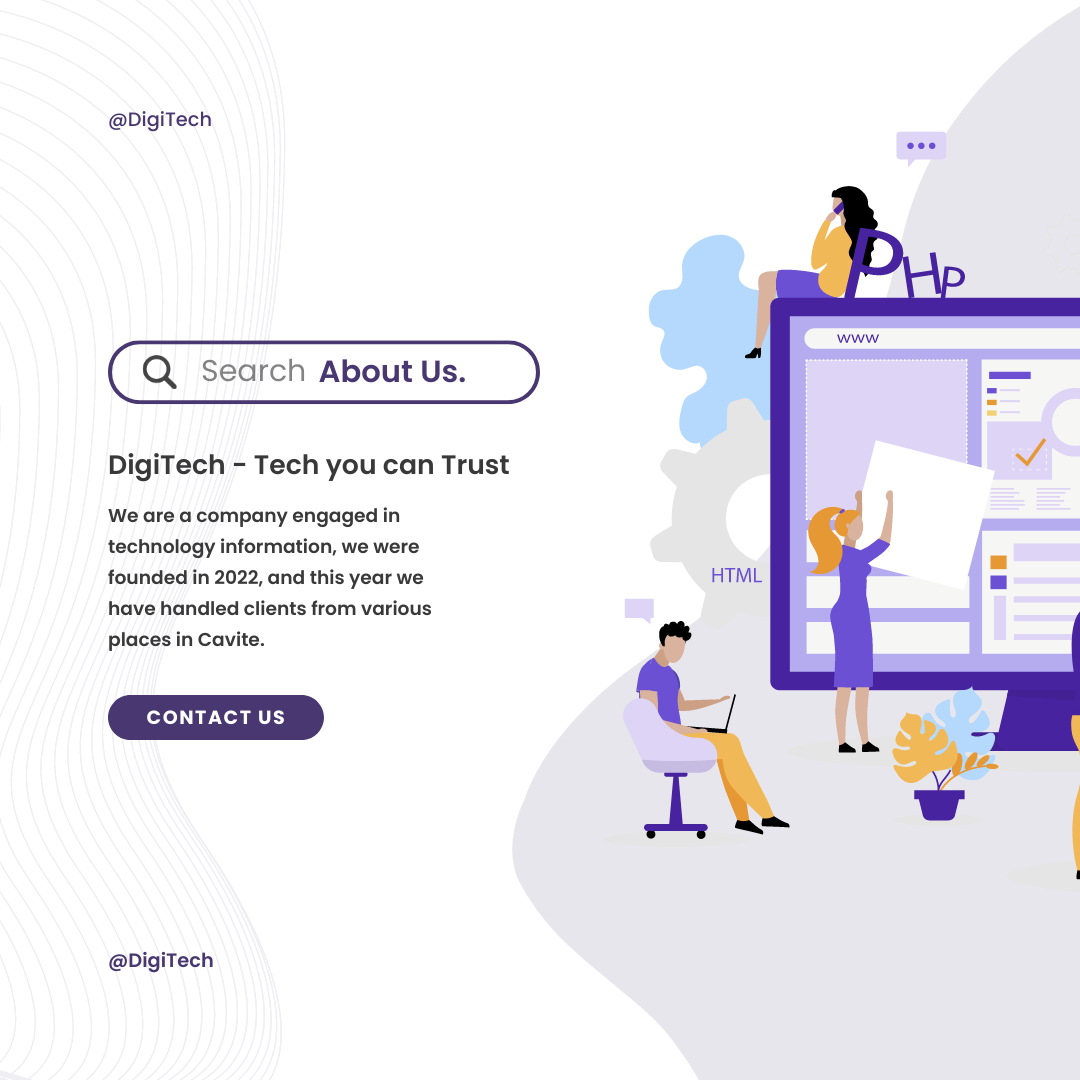 @DigiTech
PHP
www
Search About Us.
DigiTech - Tech you can Trust
We are a company engaged in
technology information, we were
founded in 2022, and this year we
have handled clients from various
places in Cavite.
HTML
CONTACT US
@DigiTech